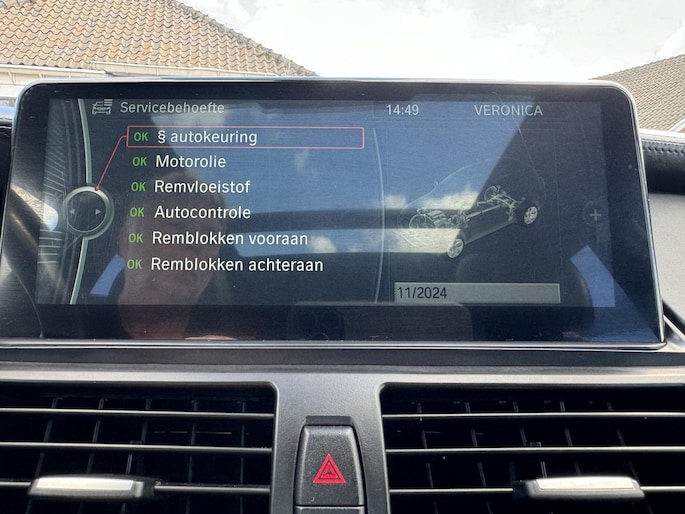 Servicebehoefte 14:49 VERONICA
OK § autokeuring
OK Motorolie
OK Remvloeistof
OK Autocontrole
OK Remblokken vooraan
OK Remblokken achteraan
11/2024